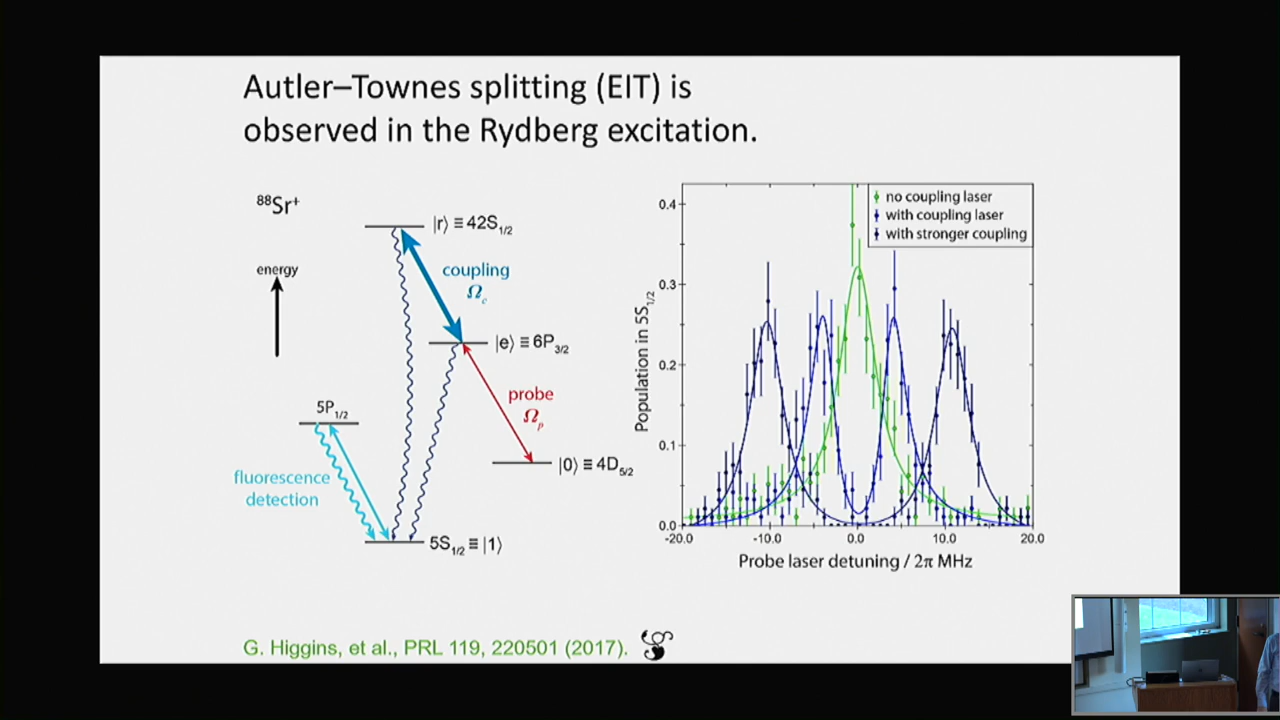 Autler–Townes splitting (EIT) is
observed in the Rydberg excitation.
⁸⁸Sr⁺
energy
|r⟩ ≡ 42S₁/₂
coupling
Ω꜀
|e⟩ ≡ 6P₃/₂
probe
Ωₚ
5P₁/₂
|0⟩ ≡ 4D₅/₂
fluorescence
detection
5S₁/₂ ≡ |1⟩
no coupling laser
with coupling laser
with stronger coupling
Population in 5S₁/₂
0.4
0.3
0.2
0.1
0.0
-20.0 -10.0 0.0 10.0 20.0
Probe laser detuning / 2π MHz
G. Higgins, et al., PRL 119, 220501 (2017).